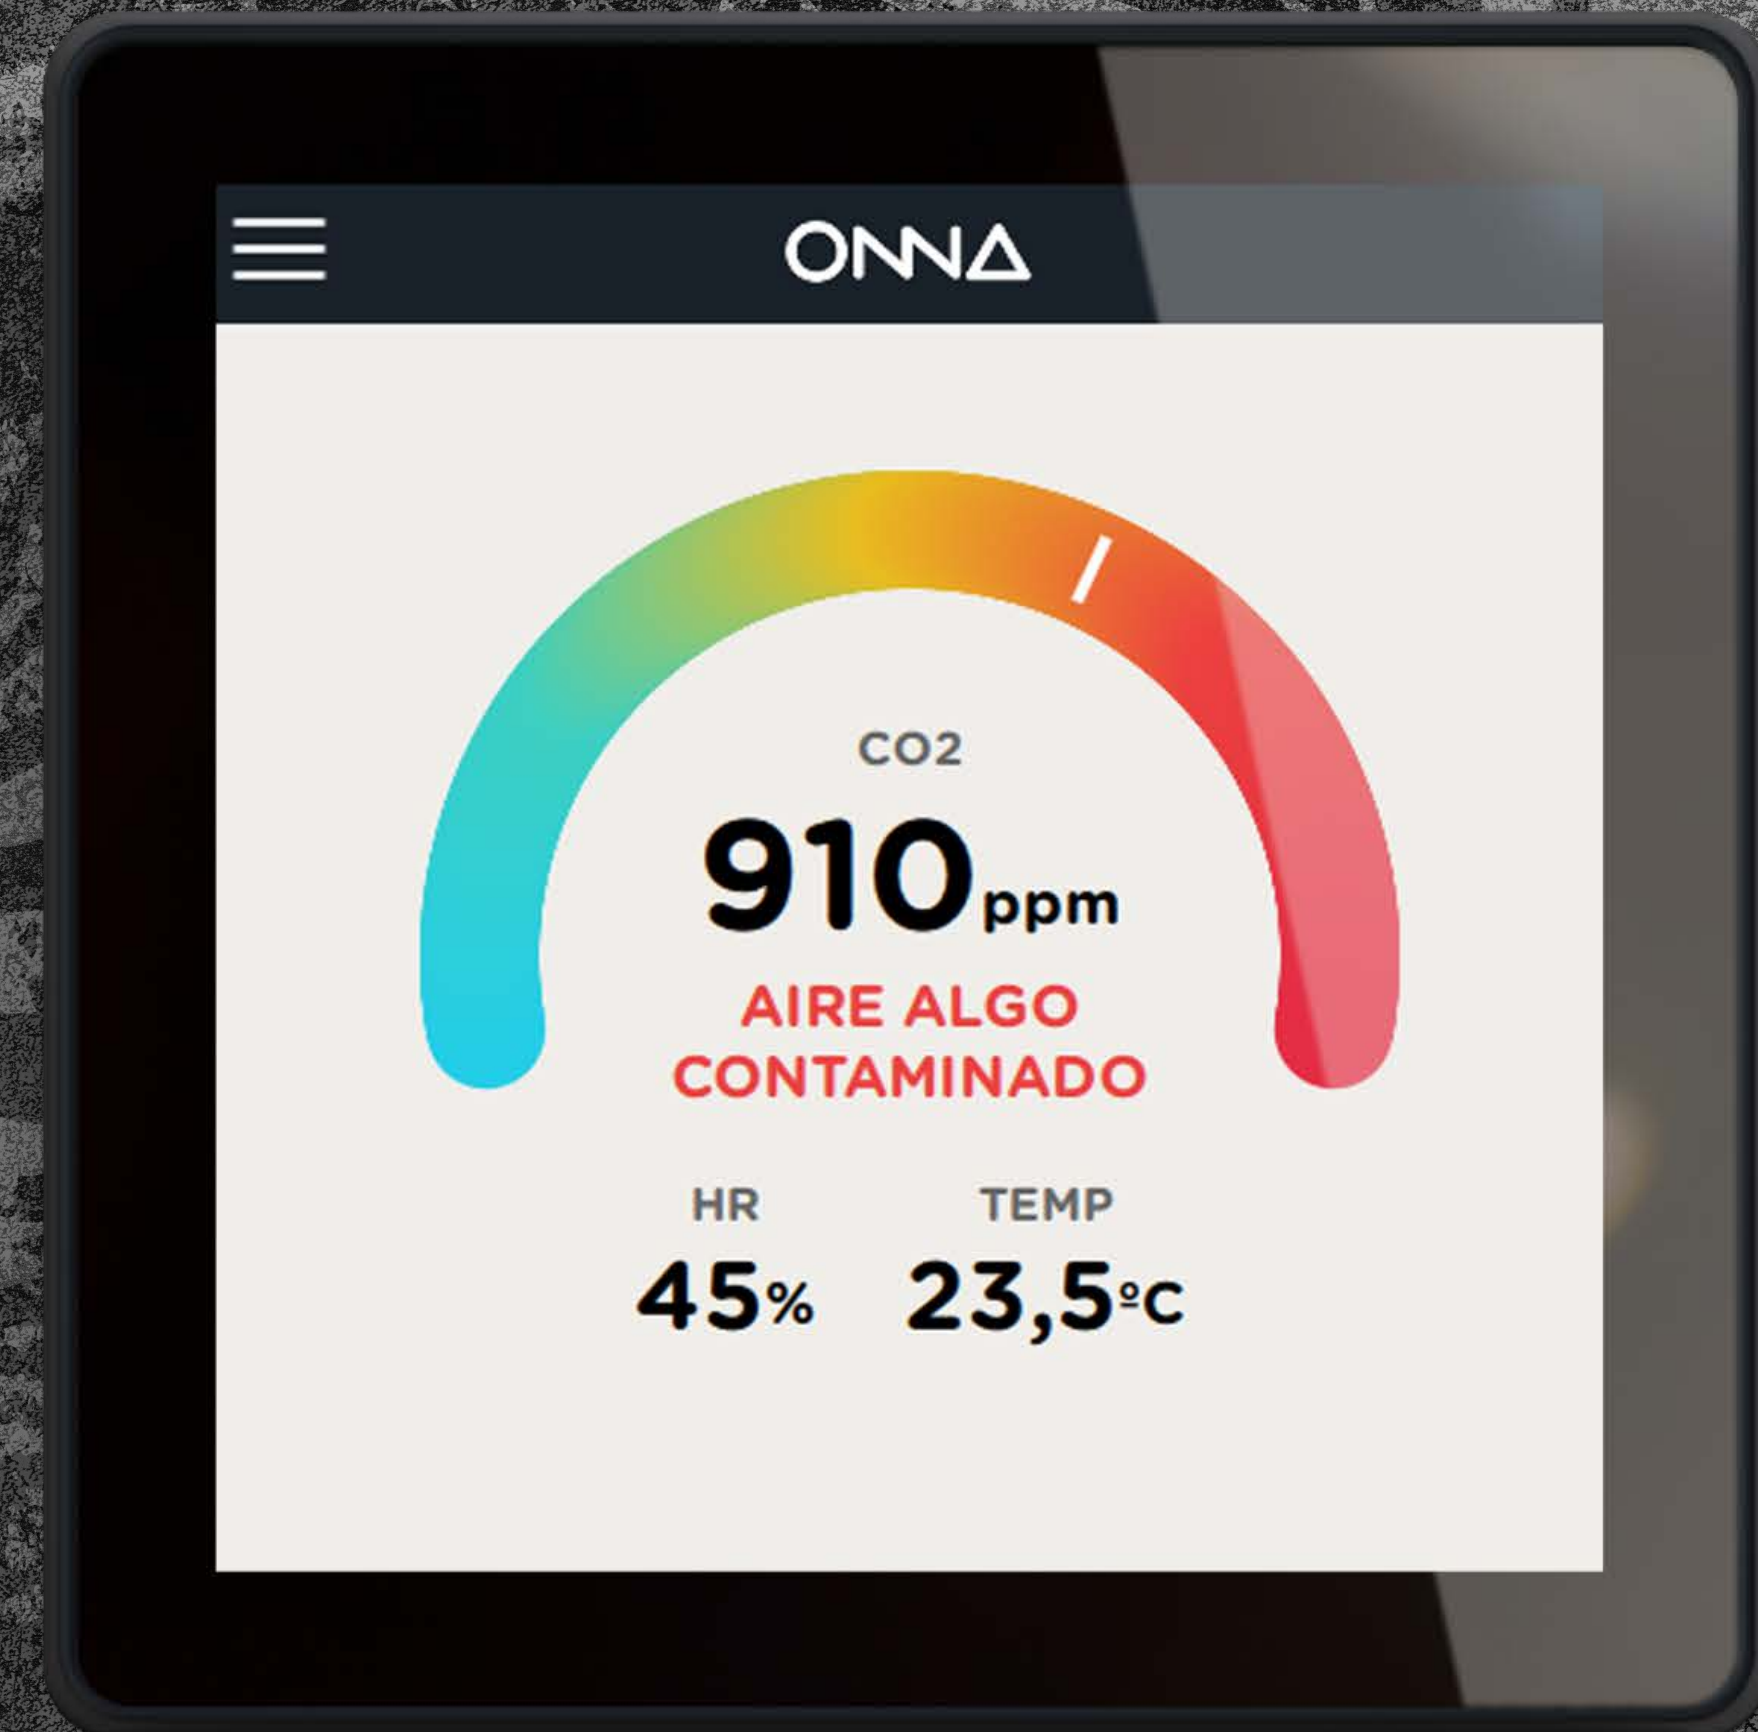 ONNA
CO2
910ppm
AIRE ALGO
CONTAMINADO
HR TEMP
45% 23,5ºC